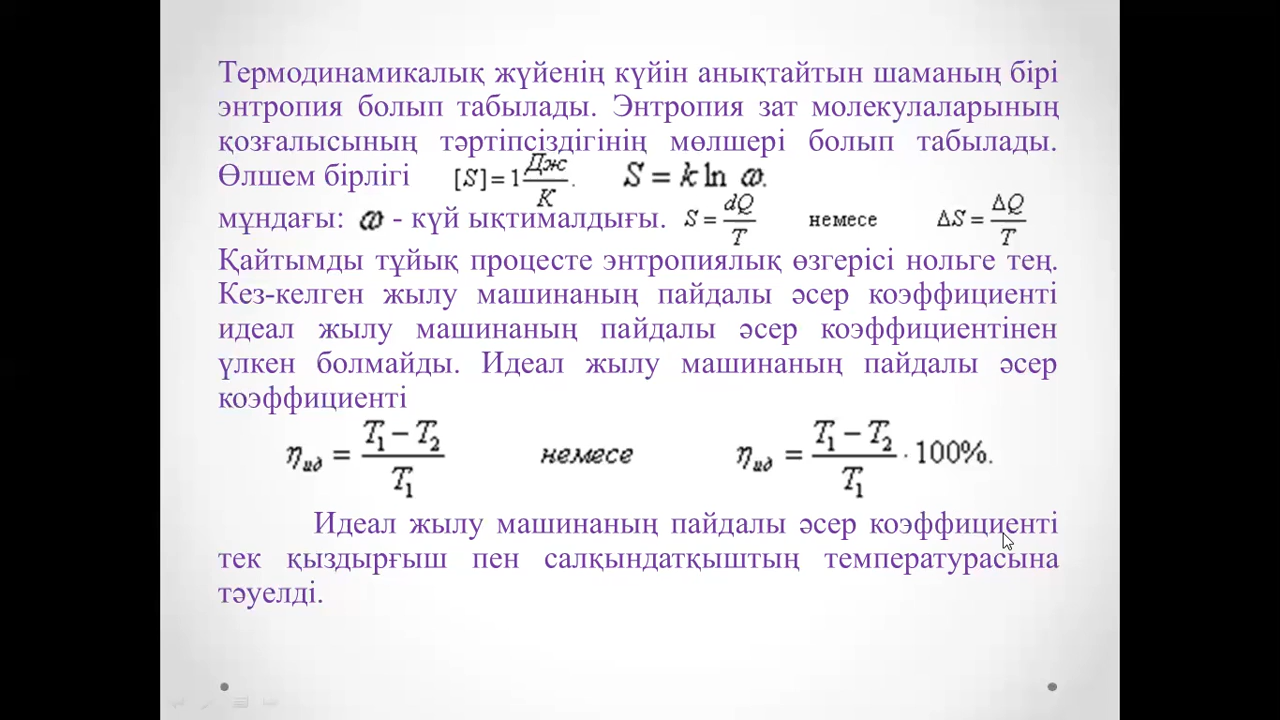 Термодинамикалық жүйенің күйін анықтайтын шаманың бірі
энтропия болып табылады. Энтропия зат молекулаларының
қозғалысының тәртіпсіздігінің мөлшері болып табылады.
Өлшем бірлігі [S]=1 Дж/К. S = k ln ω.
мұндағы: ω - күй ықтималдығы. S = dQ/T немесе ΔS = ΔQ/T
Қайтымды тұйық процесте энтропиялық өзгерісі нольге тең.
Кез-келген жылу машинаның пайдалы әсер коэффициенті
идеал жылу машинаның пайдалы әсер коэффициентінен
үлкен болмайды. Идеал жылу машинаның пайдалы әсер
коэффициенті
η_ид = (T₁ − T₂)/T₁ немесе η_ид = (T₁ − T₂)/T₁ · 100%.
Идеал жылу машинаның пайдалы әсер коэффициенті
тек қыздырғыш пен салқындатқыштың температурасына
тәуелді.